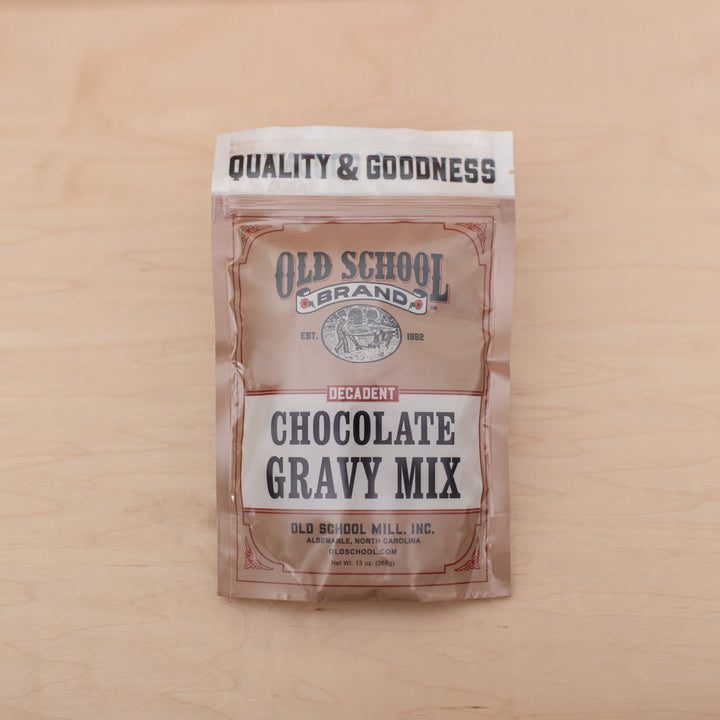 QUALITY & GOODNESS
OLD SCHOOL
BRAND™
EST. 1992
DECADENT
CHOCOLATE
GRAVY MIX
OLD SCHOOL MILL, INC.
ALBEMARLE, NORTH CAROLINA
OLDSCHOOL.COM
Net Wt. 13 oz. (368g)